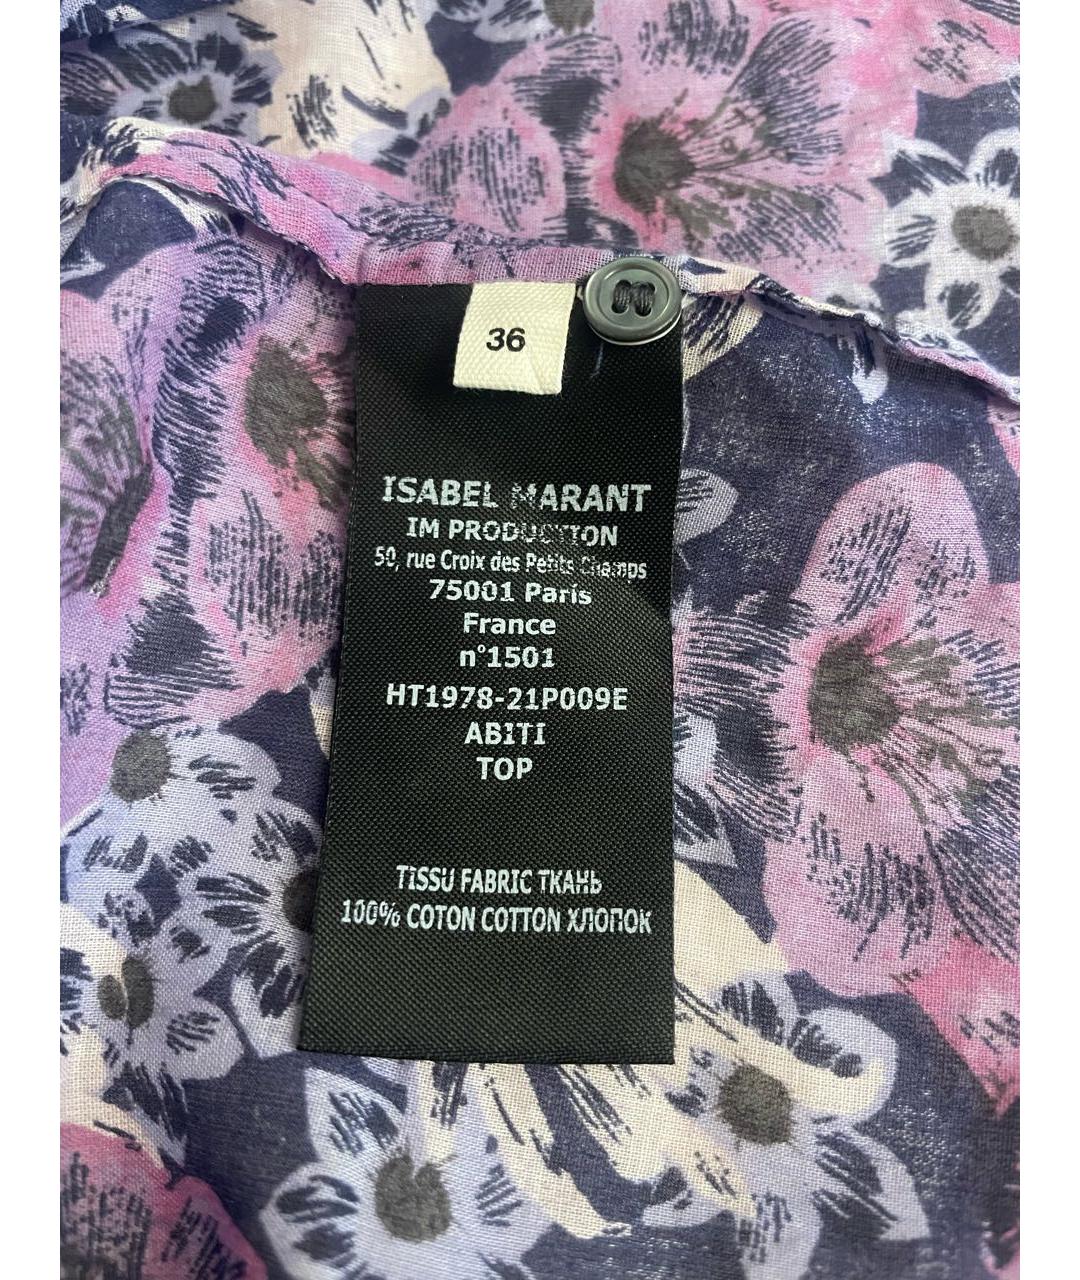 36
ISABEL MARANT
IM PRODUCTION
50, rue Croix des Petits Champs
75001 Paris
France
n°1501
HT1978-21P009E
ABITI
TOP
TISSU FABRIC ТКАНЬ
100% COTON COTTON ХЛОПОК